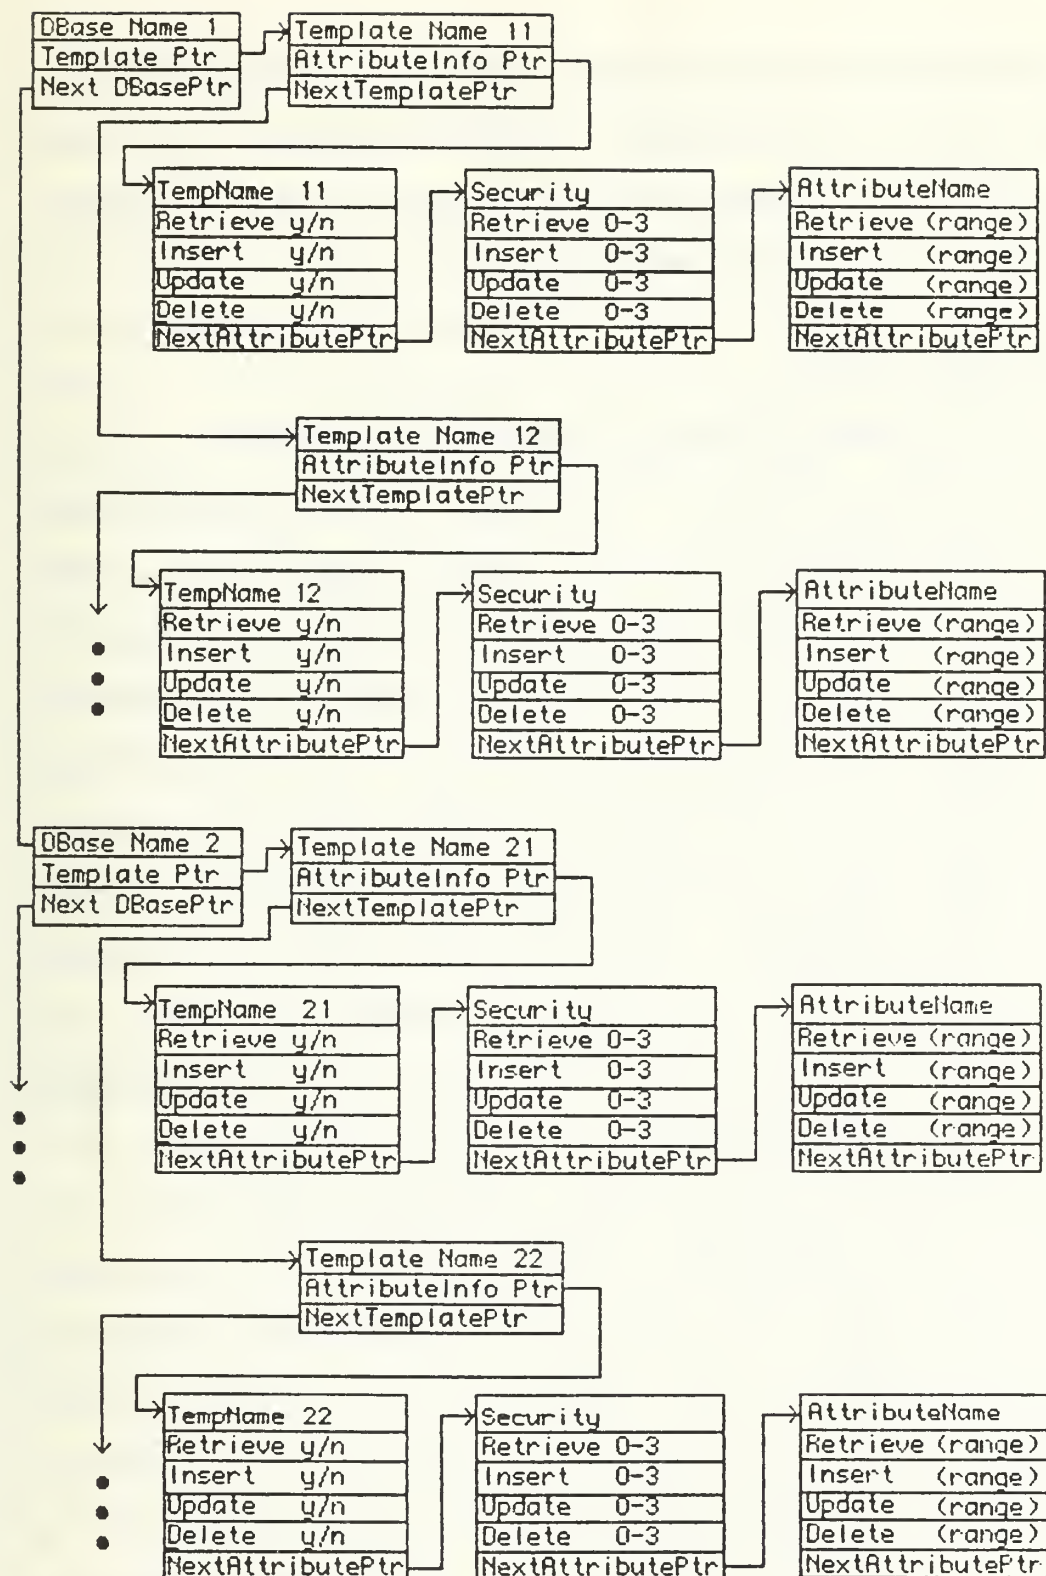 DBase Name 1
Template Ptr
Next DBasePtr
Template Name 11
AttributeInfo Ptr
NextTemplatePtr
TempName 11
Retrieve y/n
Insert y/n
Update y/n
Delete y/n
NextAttributePtr
Security
Retrieve 0-3
Insert 0-3
Update 0-3
Delete 0-3
NextAttributePtr
AttributeName
Retrieve (range)
Insert (range)
Update (range)
Delete (range)
NextAttributePtr
Template Name 12
AttributeInfo Ptr
NextTemplatePtr
TempName 12
Retrieve y/n
Insert y/n
Update y/n
Delete y/n
NextAttributePtr
Security
Retrieve 0-3
Insert 0-3
Update 0-3
Delete 0-3
NextAttributePtr
AttributeName
Retrieve (range)
Insert (range)
Update (range)
Delete (range)
NextAttributePtr
DBase Name 2
Template Ptr
Next DBasePtr
Template Name 21
AttributeInfo Ptr
NextTemplatePtr
TempName 21
Retrieve y/n
Insert y/n
Update y/n
Delete y/n
NextAttributePtr
Security
Retrieve 0-3
Insert 0-3
Update 0-3
Delete 0-3
NextAttributePtr
AttributeName
Retrieve (range)
Insert (range)
Update (range)
Delete (range)
NextAttributePtr
Template Name 22
AttributeInfo Ptr
NextTemplatePtr
TempName 22
Retrieve y/n
Insert y/n
Update y/n
Delete y/n
NextAttributePtr
Security
Retrieve 0-3
Insert 0-3
Update 0-3
Delete 0-3
NextAttributePtr
AttributeName
Retrieve (range)
Insert (range)
Update (range)
Delete (range)
NextAttributePtr